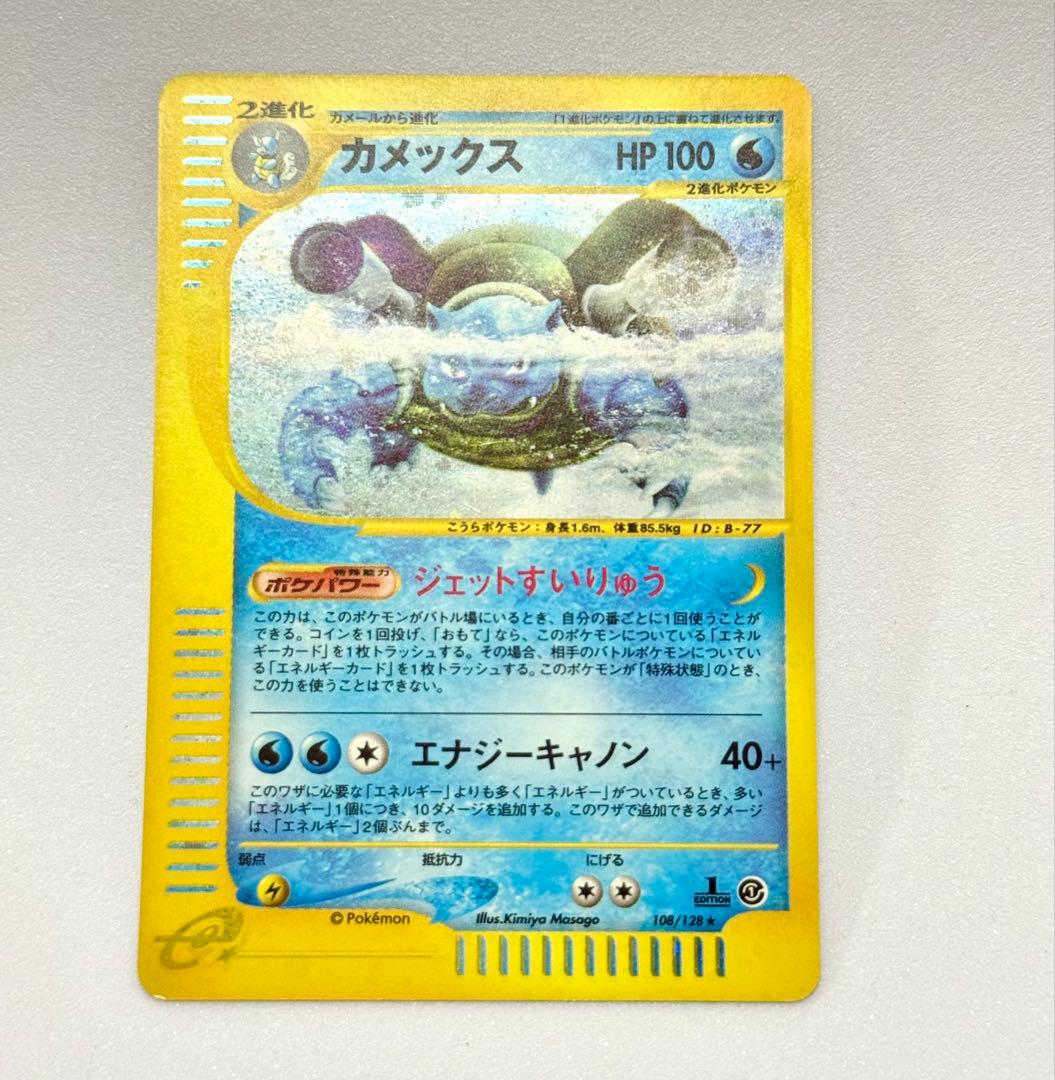 2進化
カメールから進化
「1進化ポケモン」の上に重ねて進化させます。
カメックス HP 100
2進化ポケモン
こうらポケモン：身長1.6m、体重85.5kg ID:B-77
特殊能力
ポケパワー ジェットすいりゅう
この力は、このポケモンがバトル場にいるとき、自分の番ごとに1回使うことが
できる。コインを1回投げ、「おもて」なら、このポケモンについている「エネル
ギーカード」を1枚トラッシュする。その場合、相手のバトルポケモンについてい
る「エネルギーカード」を1枚トラッシュする。このポケモンが「特殊状態」のとき、
この力を使うことはできない。
エナジーキャノン 40+
このワザに必要な「エネルギー」よりも多く「エネルギー」がついているとき、多い
「エネルギー」1個につき、10ダメージを追加する。このワザで追加できるダメージ
は、「エネルギー」2個ぶんまで。
弱点 抵抗力 にげる
1 EDITION
© Pokémon Illus.Kimiya Masago 108/128 ★